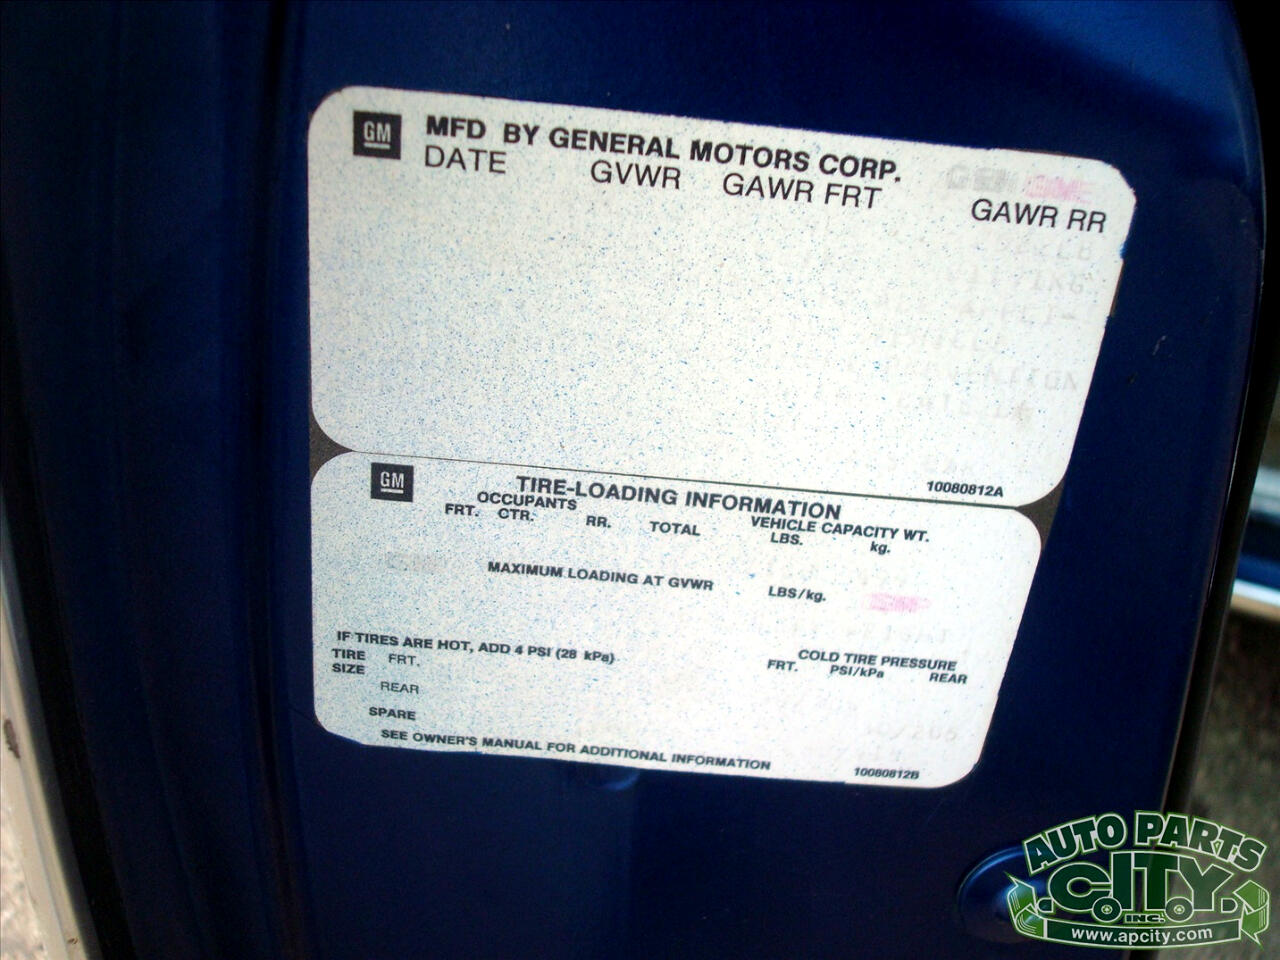 GM
MFD BY GENERAL MOTORS CORP.
DATE GVWR GAWR FRT GAWR RR
10080812A
GM
TIRE-LOADING INFORMATION
OCCUPANTS VEHICLE CAPACITY WT.
FRT. CTR. RR. TOTAL LBS. kg.
MAXIMUM LOADING AT GVWR LBS/kg.
IF TIRES ARE HOT, ADD 4 PSI (28 kPa)
COLD TIRE PRESSURE
TIRE SIZE FRT. FRT. PSI/kPa REAR
REAR
SPARE
SEE OWNER'S MANUAL FOR ADDITIONAL INFORMATION
10080812B
AUTO PARTS
C.I.T.Y.
INC.
www.apcity.com